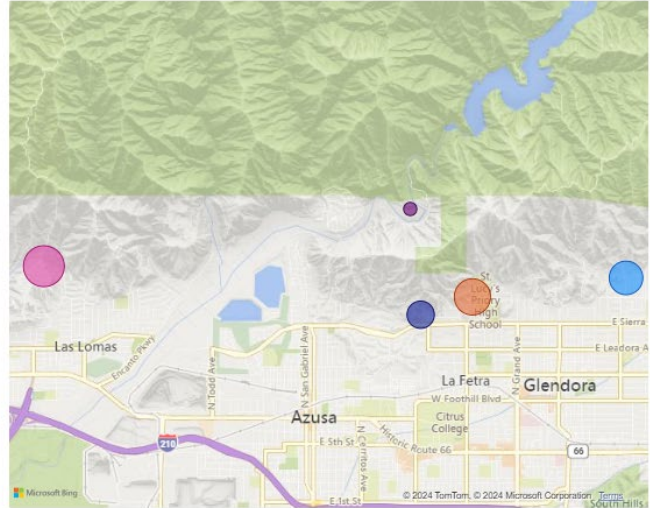 St.
Lucy's
Priory
High
School
E Sierra
Las Lomas
Encanto Pkwy
E Leadora A
N Todd Ave
N San Gabriel Ave
N Grand Ave
La Fetra
Glendora
W Foothill Blvd
Azusa
Citrus
College
210
E 5th St
N Cerritos Ave
Historic Route 66
66
E 1st St
Microsoft Bing
© 2024 TomTom, © 2024 Microsoft Corporation Terms
South Hills